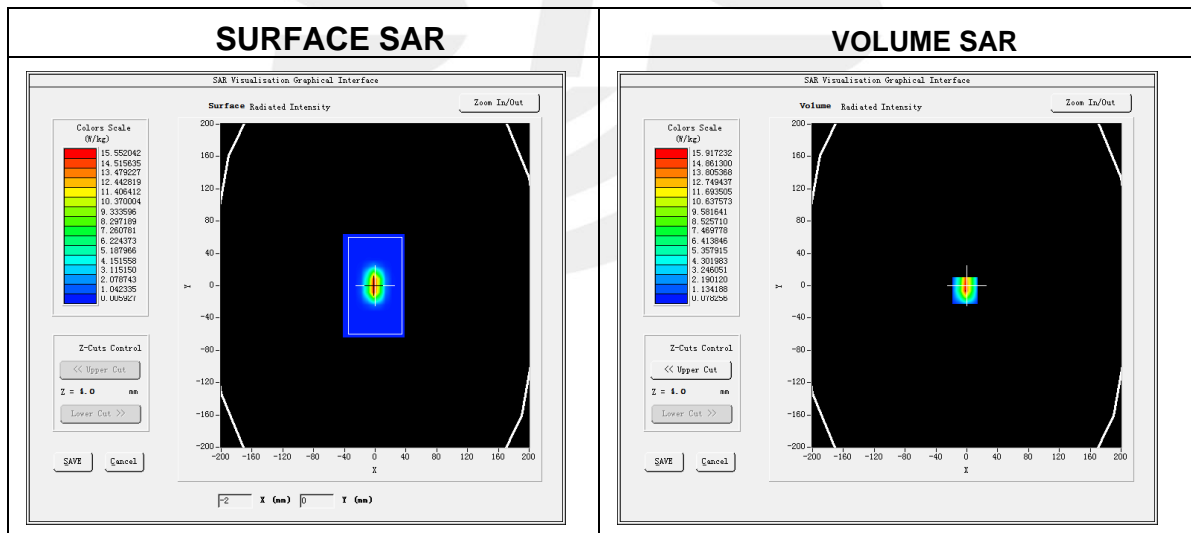 SURFACE SAR
VOLUME SAR
SAR Visualisation Graphical Interface
Surface Radiated Intensity
Zoom In/Out
Colors Scale
(W/kg)
15.552042
14.515635
13.479227
12.442819
11.406412
10.370004
9.333596
8.297189
7.260781
6.224373
5.187966
4.151558
3.115150
2.078743
1.042335
0.005927
Z-Cuts Control
<< Upper Cut
Z = 4.0 mm
Lower Cut >>
SAVE
Cancel
200
160
120
80
40
0
-40
-80
-120
-160
-200
Y
-200 -160 -120 -80 -40 0 40 80 120 160 200
X
-2 X (mm) 0 Y (mm)
SAR Visualisation Graphical Interface
Volume Radiated Intensity
Zoom In/Out
Colors Scale
(W/kg)
15.917232
14.861300
13.805368
12.749437
11.693505
10.637573
9.581641
8.525710
7.469778
6.413846
5.357915
4.301983
3.246051
2.190120
1.134188
0.078256
Z-Cuts Control
<< Upper Cut
Z = 4.0 mm
Lower Cut >>
SAVE
Cancel
200
160
120
80
40
0
-40
-80
-120
-160
-200
Y
-200 -160 -120 -80 -40 0 40 80 120 160 200
X